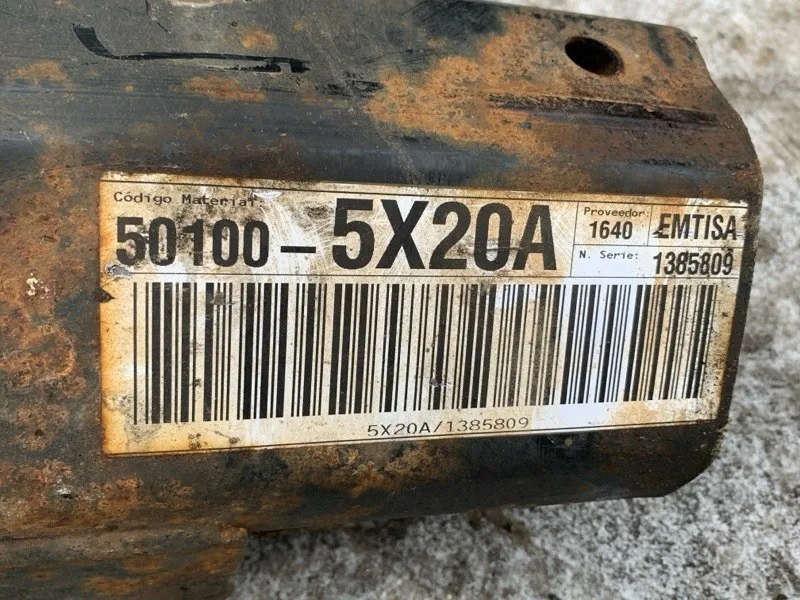 Código Material:
50100-5X20A
Proveedor:
1640
EMTISA
N. Serie:
1385809
5X20A/1385809